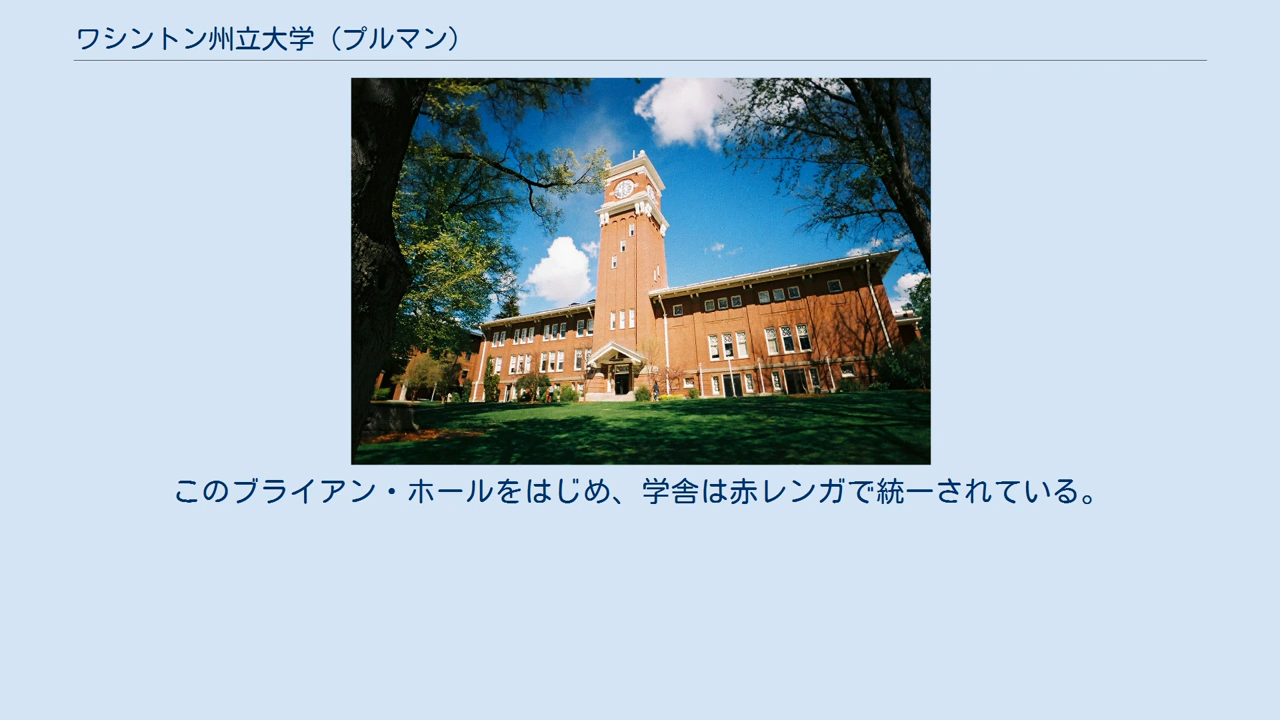 ワシントン州立大学（プルマン）
このブライアン・ホールをはじめ、学舎は赤レンガで統一されている。